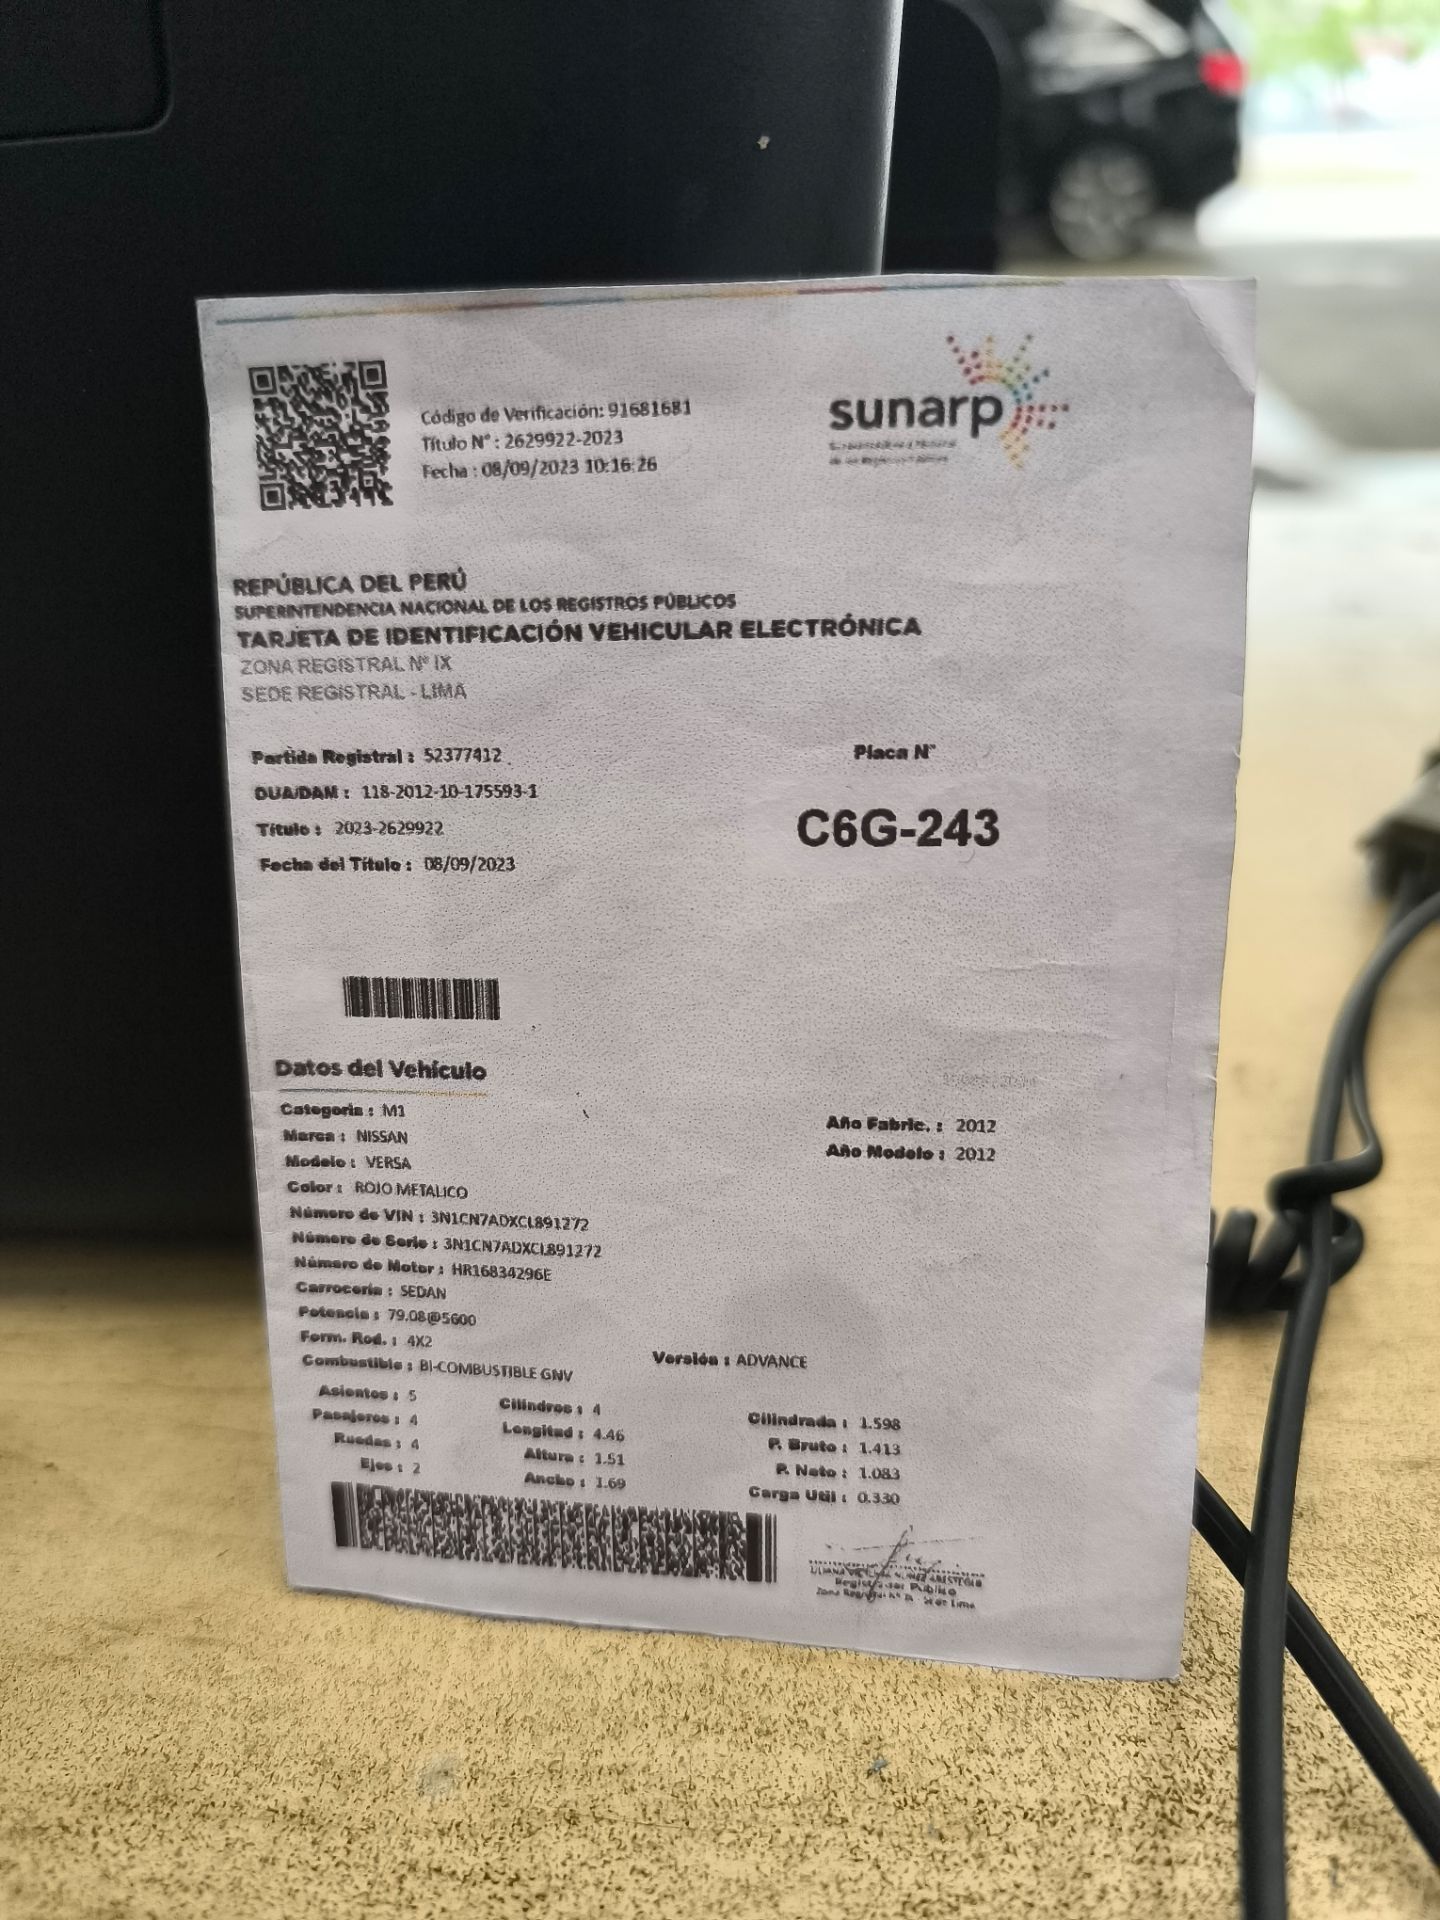 Código de Verificación: 91681681
Título N° : 2629922-2023
Fecha : 08/09/2023 10:16:26
sunarp
REPÚBLICA DEL PERÚ
SUPERINTENDENCIA NACIONAL DE LOS REGISTROS PÚBLICOS
TARJETA DE IDENTIFICACIÓN VEHICULAR ELECTRÓNICA
ZONA REGISTRAL N° IX
SEDE REGISTRAL - LIMA
Partida Registral : 52377412
Placa N°
DUA/DAM : 118-2012-10-175593-1
C6G-243
Título : 2023-2629922
Fecha del Título : 08/09/2023
Datos del Vehículo
Categoria : M1
Año Fabric. : 2012
Marca : NISSAN
Año Modelo : 2012
Modelo : VERSA
Color : ROJO METALICO
Número de VIN : 3N1CN7ADXCL891272
Número de Serie : 3N1CN7ADXCL891272
Número de Motor : HR16834296E
Carrocería : SEDAN
Potencia : 79.08@5600
Form. Rod. : 4X2
Combustible : BI-COMBUSTIBLE GNV
Versión : ADVANCE
Asientos : 5
Cilindros : 4
Cilindrada : 1.598
Pasajeros : 4
Longitud : 4.46
P. Bruto : 1.413
Ruedas : 4
Altura : 1.51
P. Neto : 1.083
Ejes : 2
Ancho : 1.69
Carga Util : 0.330
Registrador Público